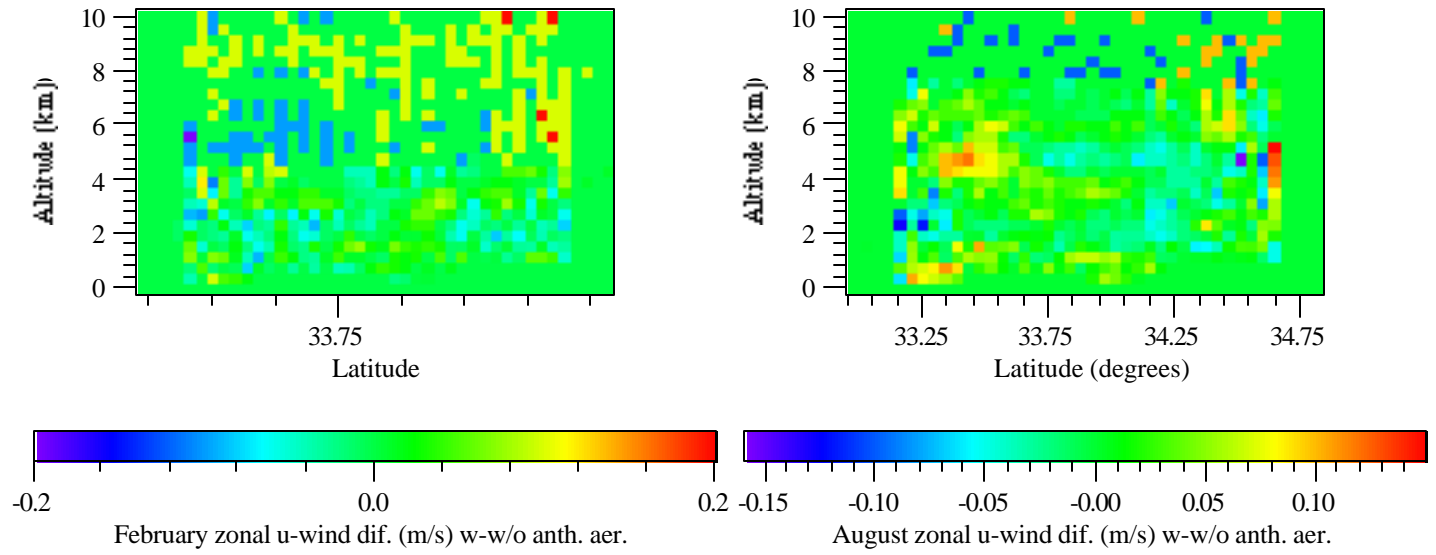 10
8
6
4
2
0
Altitude (km))
33.75
Latitude
-0.2 0.0 0.2
February zonal u-wind dif. (m/s) w-w/o anth. aer.
10
8
6
4
2
0
Altitude (km))
33.25 33.75 34.25 34.75
Latitude (degrees)
-0.15 -0.10 -0.05 -0.00 0.05 0.10
August zonal u-wind dif. (m/s) w-w/o anth. aer.